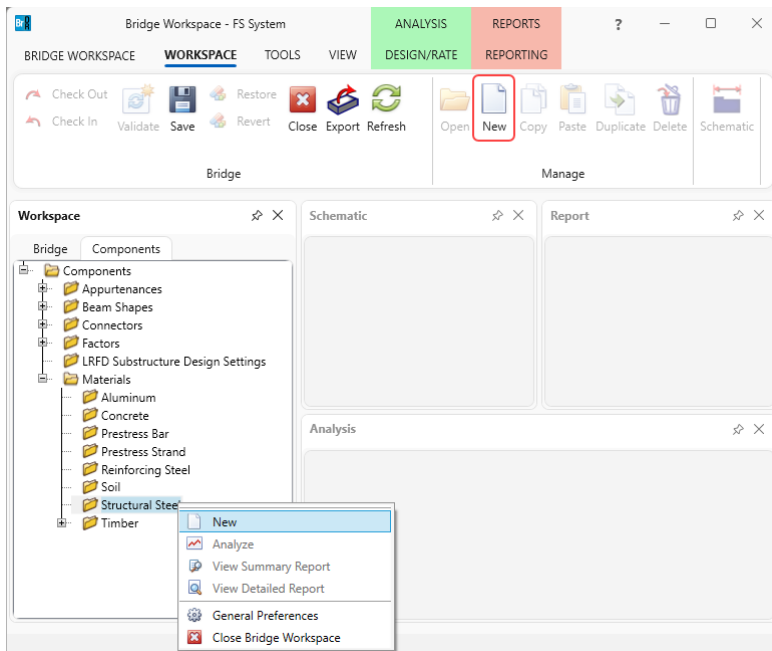 Br Bridge Workspace - FS System ANALYSIS REPORTS ?
BRIDGE WORKSPACE WORKSPACE TOOLS VIEW DESIGN/RATE REPORTING
Check Out
Check In
Validate
Save
Restore
Revert
Close
Export
Refresh
Bridge
Open
New
Copy
Paste
Duplicate
Delete
Schematic
Manage
Workspace
Bridge Components
Components
Appurtenances
Beam Shapes
Connectors
Factors
LRFD Substructure Design Settings
Materials
Aluminum
Concrete
Prestress Bar
Prestress Strand
Reinforcing Steel
Soil
Structural Steel
Timber
New
Analyze
View Summary Report
View Detailed Report
General Preferences
Close Bridge Workspace
Schematic
Report
Analysis